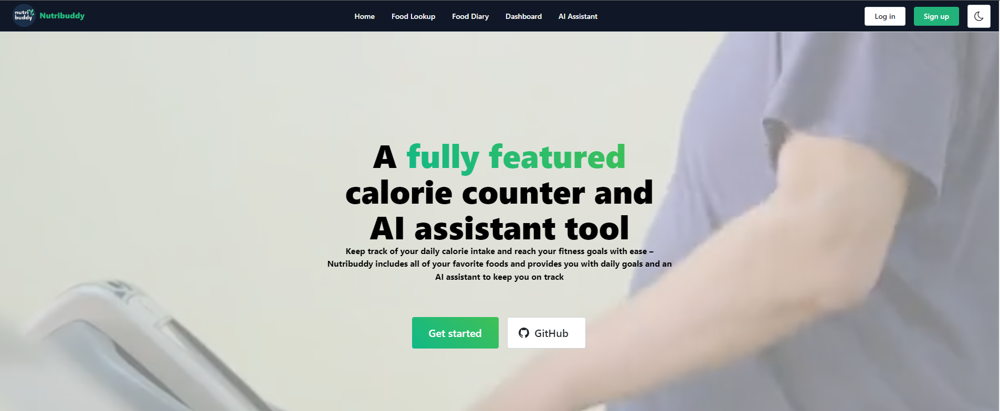 nutri
buddy
Nutribuddy
Home
Food Lookup
Food Diary
Dashboard
AI Assistant
Log in
Sign up
A fully featured
calorie counter and
AI assistant tool
Keep track of your daily calorie intake and reach your fitness goals with ease –
Nutribuddy includes all of your favorite foods and provides you with daily goals and an
AI assistant to keep you on track
Get started
GitHub